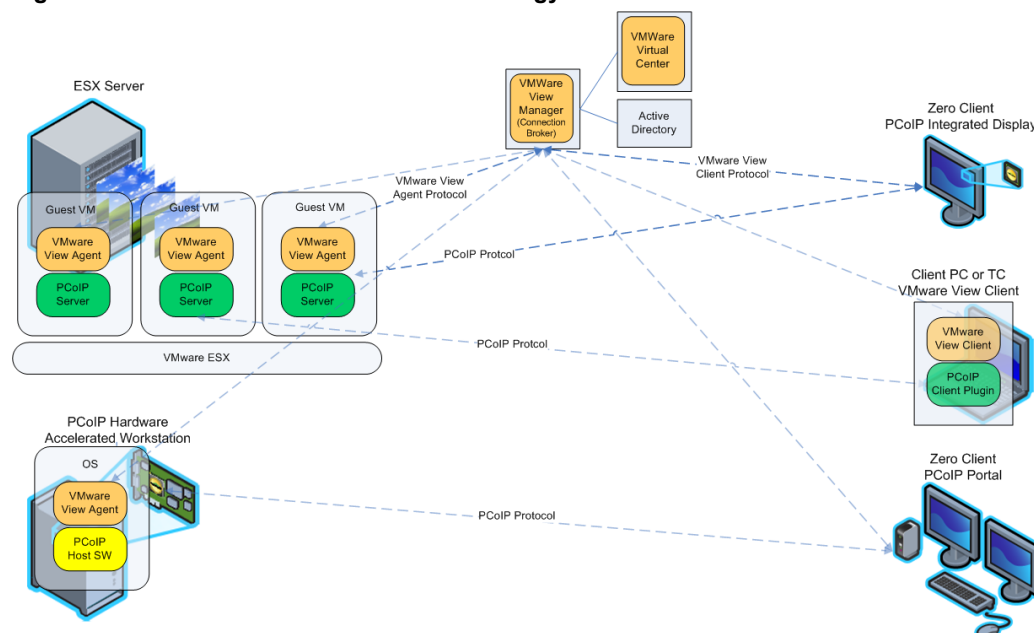 VMWare
Virtual
Center
ESX Server
VMWare
View
Manager
(Connection
Broker)
Active
Directory
Zero Client
PCoIP Integrated Display
VMware View
Client Protocol
VMware View
Agent Protocol
Guest VM
Guest VM
Guest VM
VMware
View Agent
VMware
View Agent
VMware
View Agent
PCoIP
Server
PCoIP
Server
PCoIP
Server
PCoIP Protcol
Client PC or TC
VMware View Client
VMware
View Client
PCoIP
Client Plugin
PCoIP Protcol
VMware ESX
PCoIP Hardware
Accelerated Workstation
OS
VMware
View Agent
PCoIP
Host SW
PCoIP Protocol
Zero Client
PCoIP Portal